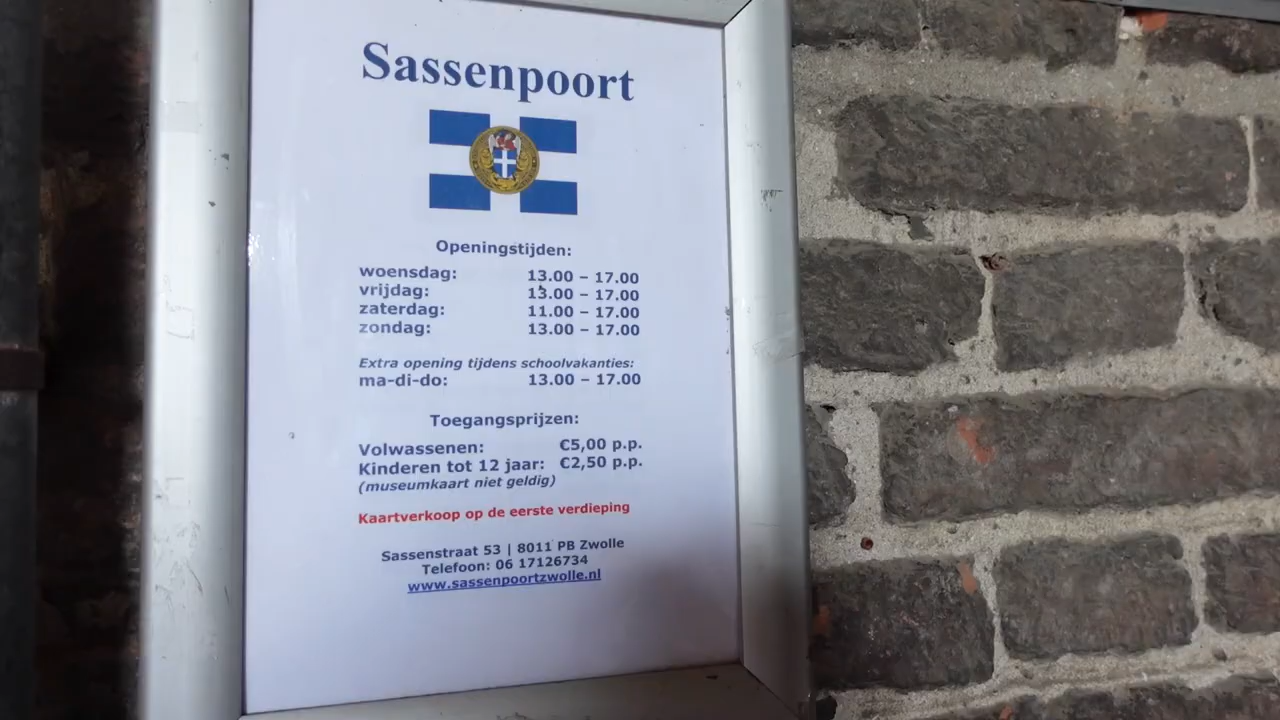 Sassenpoort
Openingstijden:
woensdag: 13.00 – 17.00
vrijdag: 13.00 – 17.00
zaterdag: 11.00 – 17.00
zondag: 13.00 – 17.00
Extra opening tijdens schoolvakanties:
ma-di-do: 13.00 – 17.00
Toegangsprijzen:
Volwassenen: €5,00 p.p.
Kinderen tot 12 jaar: €2,50 p.p.
(museumkaart niet geldig)
Kaartverkoop op de eerste verdieping
Sassenstraat 53 | 8011 PB Zwolle
Telefoon: 06 17126734
www.sassenpoortzwolle.nl